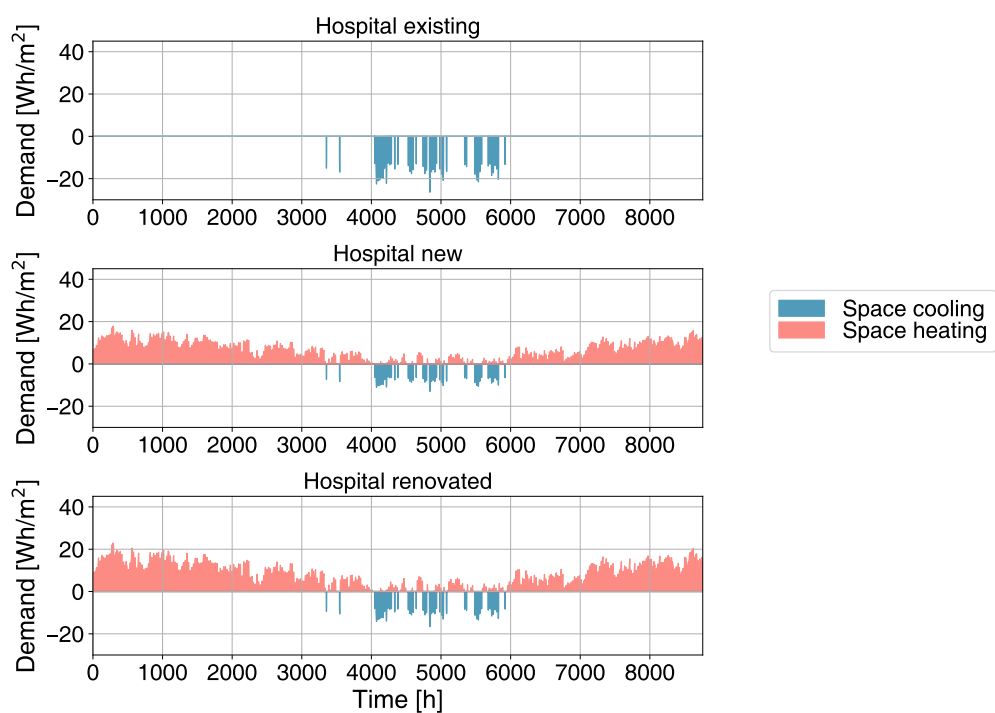 Hospital existing
Demand [Wh/m²]
40
20
0
−20
0 1000 2000 3000 4000 5000 6000 7000 8000
Hospital new
Demand [Wh/m²]
40
20
0
−20
0 1000 2000 3000 4000 5000 6000 7000 8000
Space cooling
Space heating
Hospital renovated
Demand [Wh/m²]
40
20
0
−20
0 1000 2000 3000 4000 5000 6000 7000 8000
Time [h]